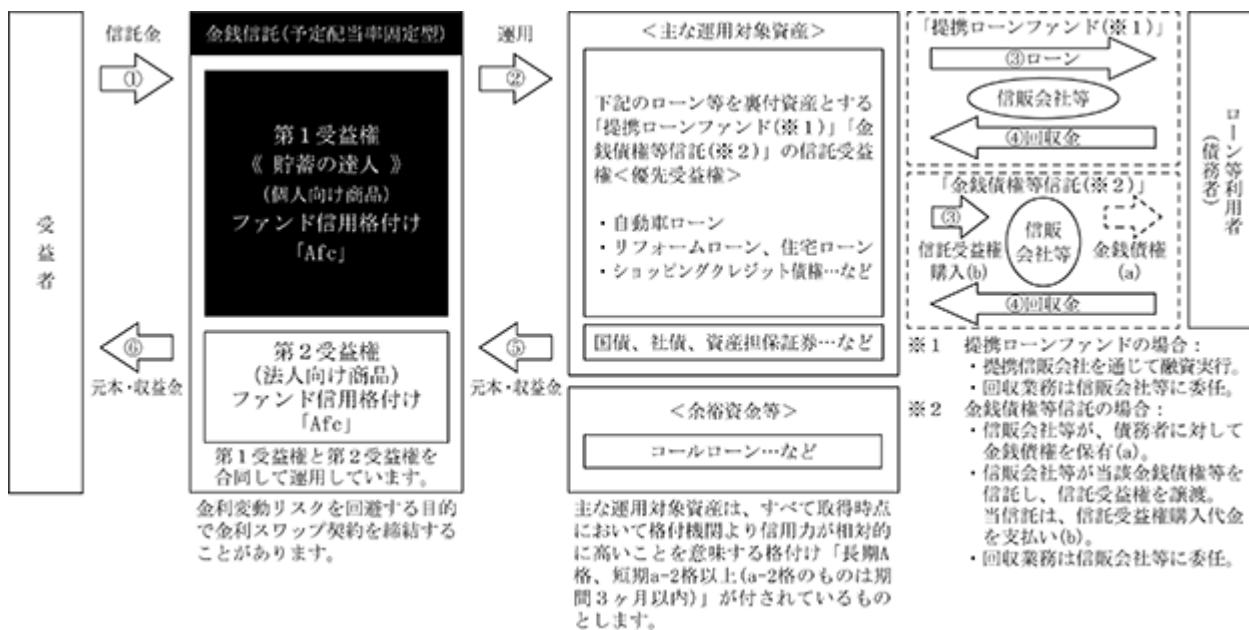 受益者
信託金
①
⑥
元本・収益金
金銭信託(予定配当率固定型)
第1受益権
《 貯蓄の達人 》
(個人向け商品)
ファンド信用格付け
「Afc」
第2受益権
(法人向け商品)
ファンド信用格付け
「Afc」
第1受益権と第2受益権を
合同して運用しています。
金利変動リスクを回避する目的
で金利スワップ契約を締結する
ことがあります。
運用
②
⑤
元本・収益金
＜主な運用対象資産＞
下記のローン等を裏付資産とする
「提携ローンファンド(※1)」「金
銭債権等信託(※2)」の信託受益
権＜優先受益権＞
・自動車ローン
・リフォームローン、住宅ローン
・ショッピングクレジット債権…など
国債、社債、資産担保証券…など
＜余裕資金等＞
コールローン…など
主な運用対象資産は、すべて取得時点
において格付機関より信用力が相対的
に高いことを意味する格付け「長期A
格、短期a-2格以上(a-2格のものは期
間3ヶ月以内)」が付されているもの
とします。
「提携ローンファンド(※1)」
③ローン
信販会社等
④回収金
「金銭債権等信託(※2)」
③
信託受益権
購入(b)
信販
会社等
金銭債権
(a)
④回収金
ローン等利用者
(債務者)
※1 提携ローンファンドの場合：
・提携信販会社を通じて融資実行。
・回収業務は信販会社等に委任。
※2 金銭債権等信託の場合：
・信販会社等が、債務者に対して
金銭債権を保有(a)。
・信販会社等が当該金銭債権等を
信託し、信託受益権を譲渡。
当信託は、信託受益権購入代金
を支払い(b)。
・回収業務は信販会社等に委任。